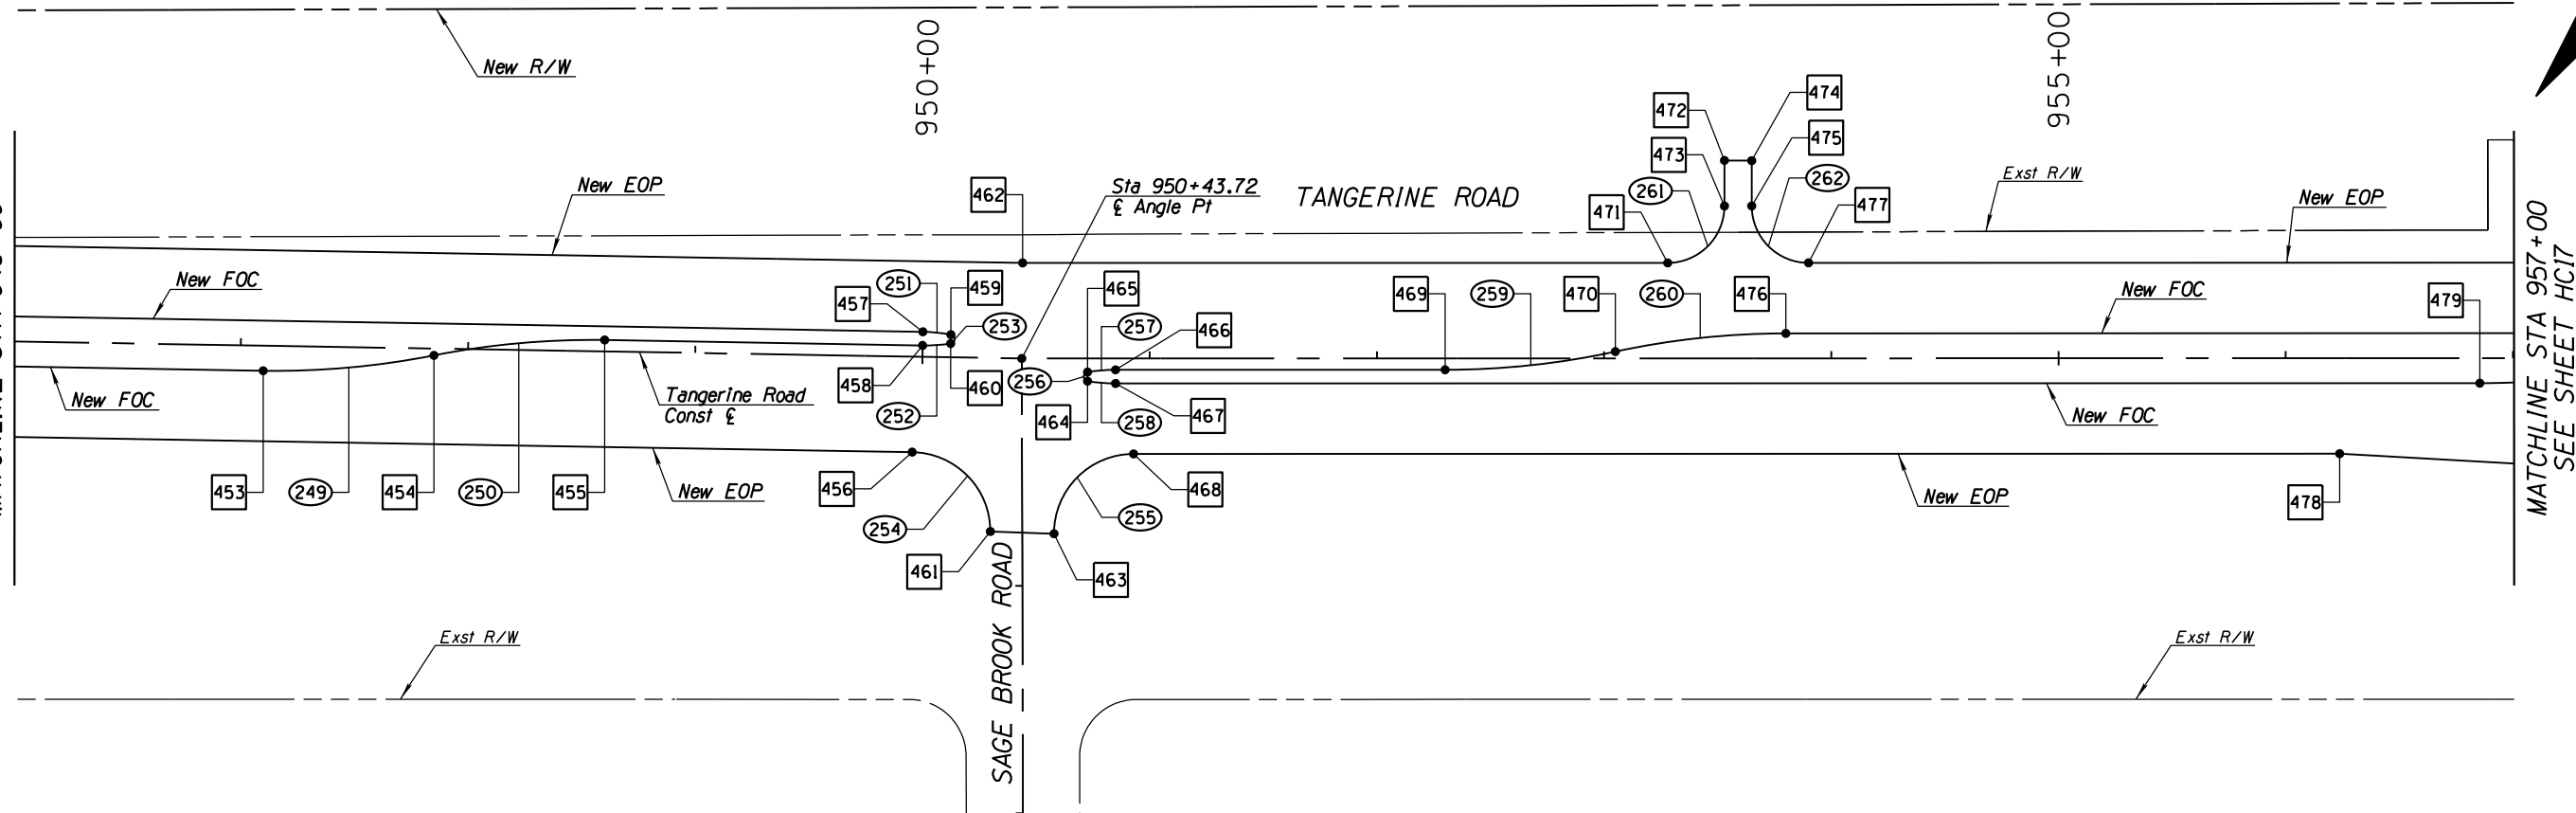 New R/W
950+00
955+00
472
474
473
475
New EOP
462
Sta 950+43.72
℄ Angle Pt
TANGERINE ROAD
471
261
262
477
Exst R/W
New EOP
New FOC
457
251
459
253
465
257
466
469
259
470
260
476
New FOC
479
MATCHLINE STA 957+00
SEE SHEET HC17
New FOC
Tangerine Road
Const ℄
458
252
460
256
464
258
467
New FOC
453
249
454
250
455
New EOP
456
254
468
255
New EOP
478
461
463
SAGE BROOK ROAD
Exst R/W
Exst R/W